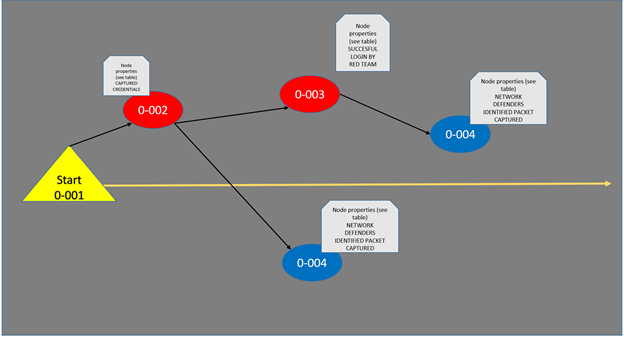 Node
properties
(see table)
SUCCESFUL
LOGIN BY
RED TEAM
Node
properties
(see table)
CAPTURED
CREDENTIALS
0-002
0-003
Node properties (see
table)
NETWORK
DEFENDERS
IDENTIFIED PACKET
CAPTURED
0-004
Start
0-001
Node properties (see
table)
NETWORK
DEFENDERS
IDENTIFIED PACKET
CAPTURED
0-004